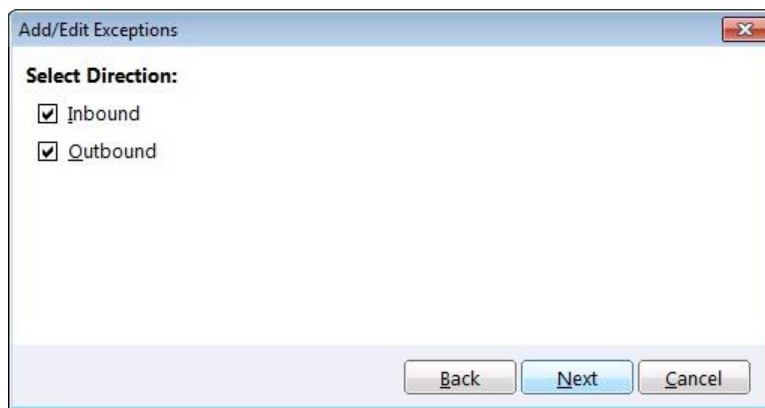 Add/Edit Exceptions
Select Direction:
Inbound
Outbound
Back Next Cancel